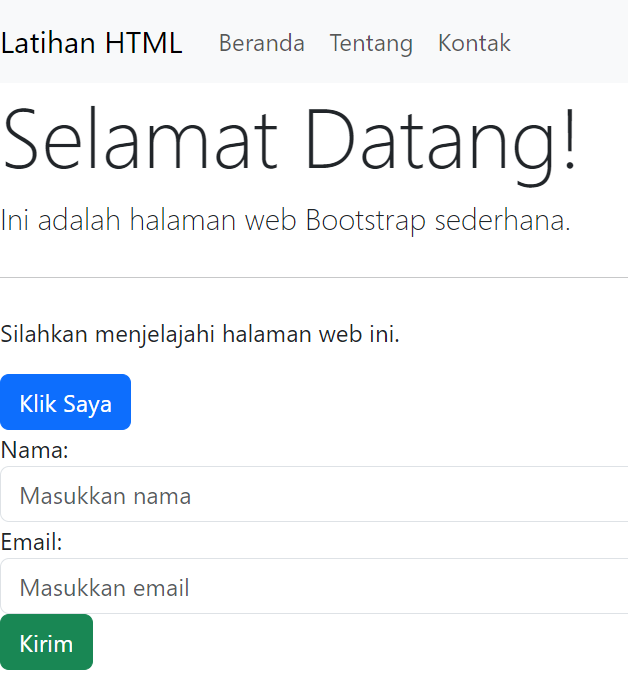 Latihan HTML Beranda Tentang Kontak
Selamat Datang!
Ini adalah halaman web Bootstrap sederhana.
Silahkan menjelajahi halaman web ini.
Klik Saya
Nama:
Masukkan nama
Email:
Masukkan email
Kirim